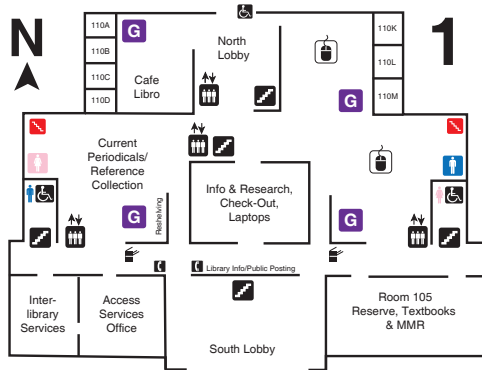 N
1
110A
110B
110C
110D
G
Cafe
Libro
North
Lobby
110K
110L
110M
G
Current
Periodicals/
Reference
Collection
G
Reshelving
Info & Research,
Check-Out,
Laptops
G
Library Info/Public Posting
Inter-
library
Services
Access
Services
Office
South Lobby
Room 105
Reserve, Textbooks
& MMR